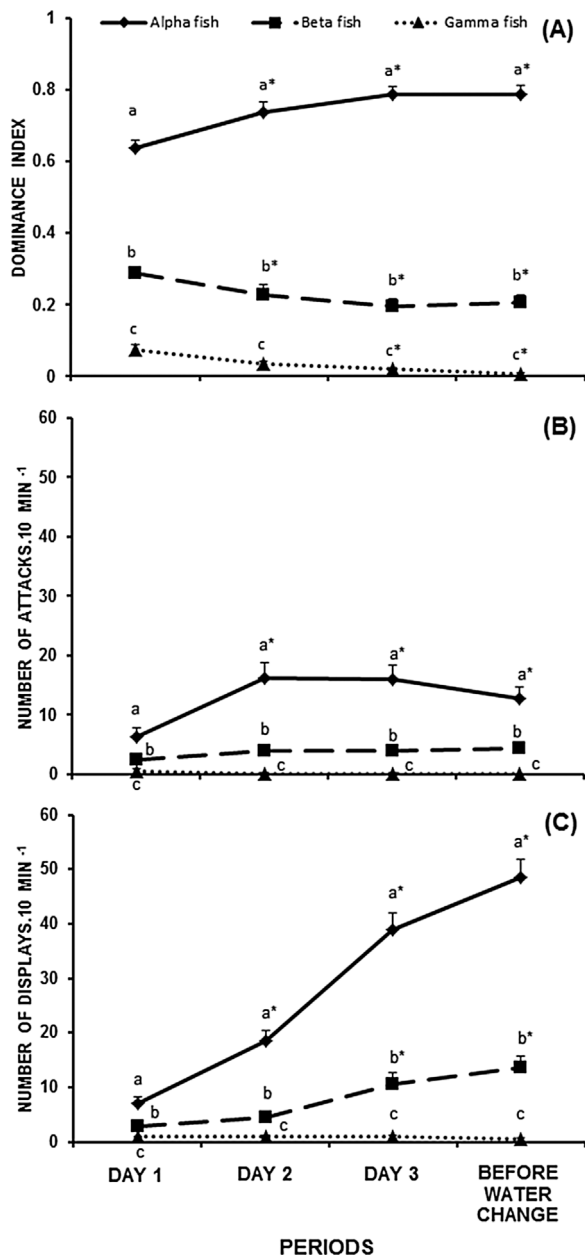 Alpha fish Beta fish Gamma fish (A)
DOMINANCE INDEX
1
0.8
0.6
0.4
0.2
0
a a* a* a*
b b* b* b*
c c c* c*
(B)
NUMBER OF ATTACKS.10 MIN -1
60
50
40
30
20
10
0
a a* a* a*
b b b b
c c c c
(C)
NUMBER OF DISPLAYS.10 MIN -1
60
50
40
30
20
10
0
a a* a* a*
b b b* b*
c c c c
DAY 1 DAY 2 DAY 3 BEFORE
WATER
CHANGE
PERIODS